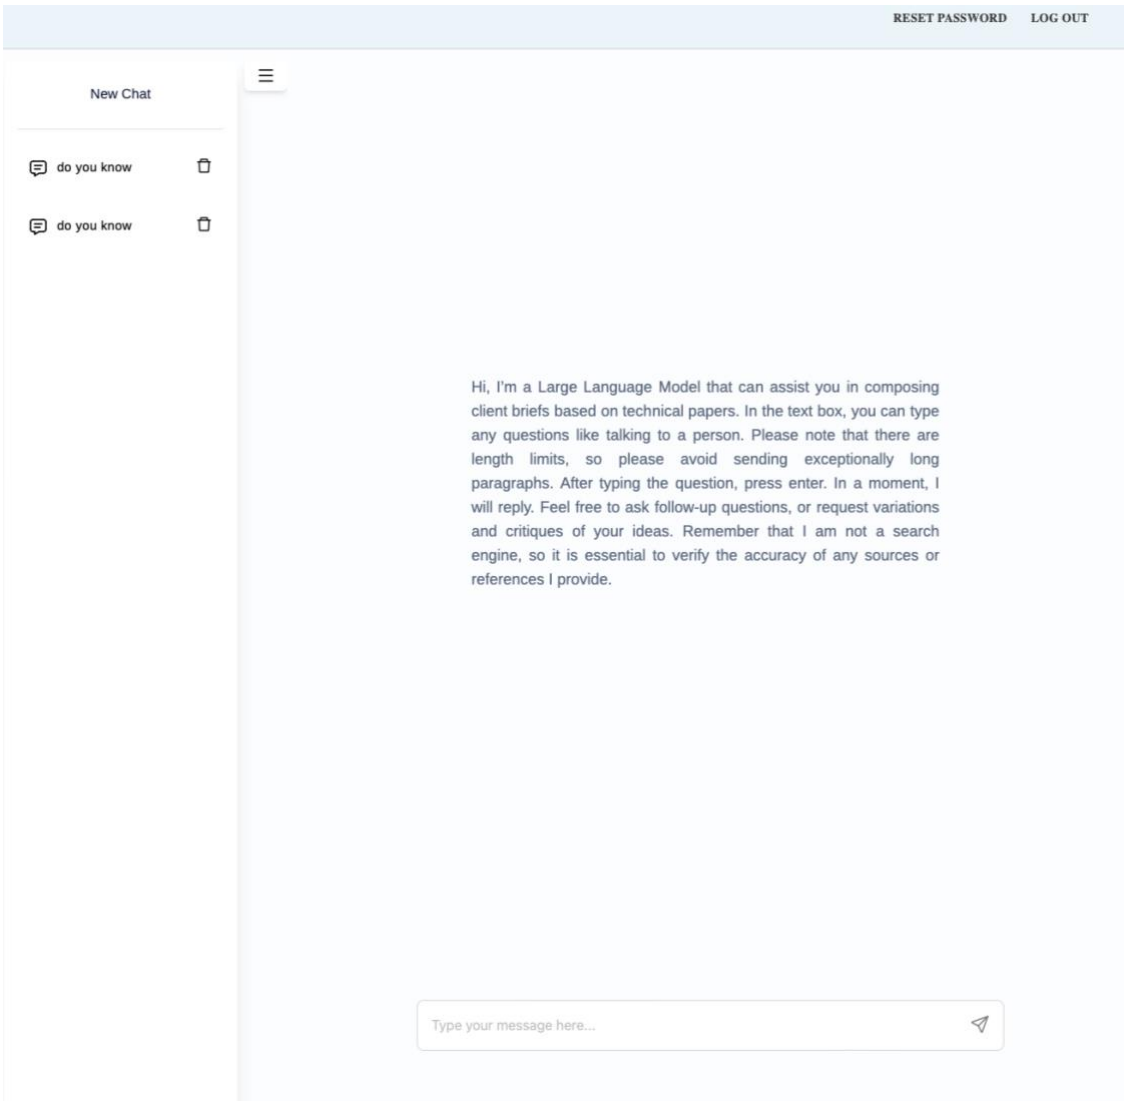 RESET PASSWORD LOG OUT
New Chat
do you know
do you know
Hi, I'm a Large Language Model that can assist you in composing
client briefs based on technical papers. In the text box, you can type
any questions like talking to a person. Please note that there are
length limits, so please avoid sending exceptionally long
paragraphs. After typing the question, press enter. In a moment, I
will reply. Feel free to ask follow-up questions, or request variations
and critiques of your ideas. Remember that I am not a search
engine, so it is essential to verify the accuracy of any sources or
references I provide.
Type your message here...